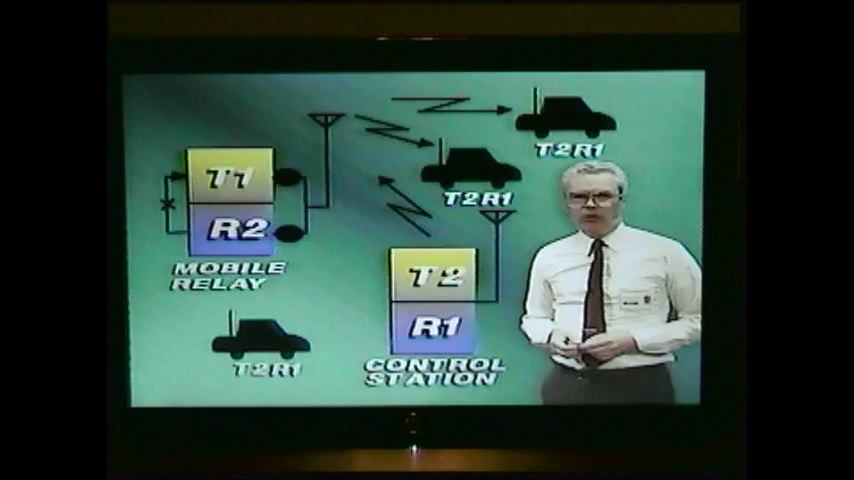 T2R1
T1
T2R1
R2
MOBILE
RELAY
T2
R1
CONTROL
STATION
T2R1